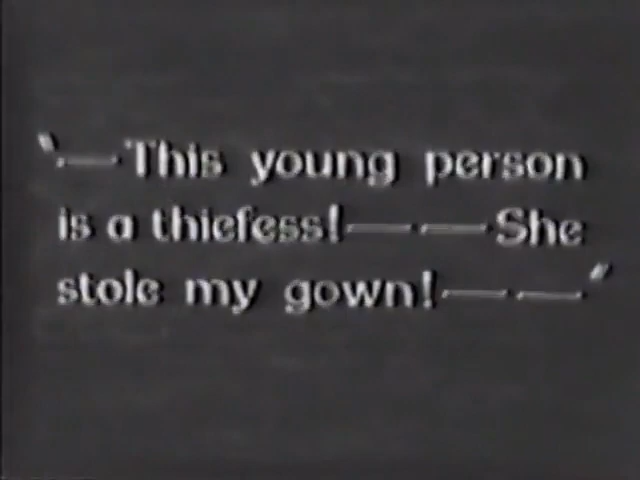 "—This young person
is a thiefess!— —She
stole my gown!— —"